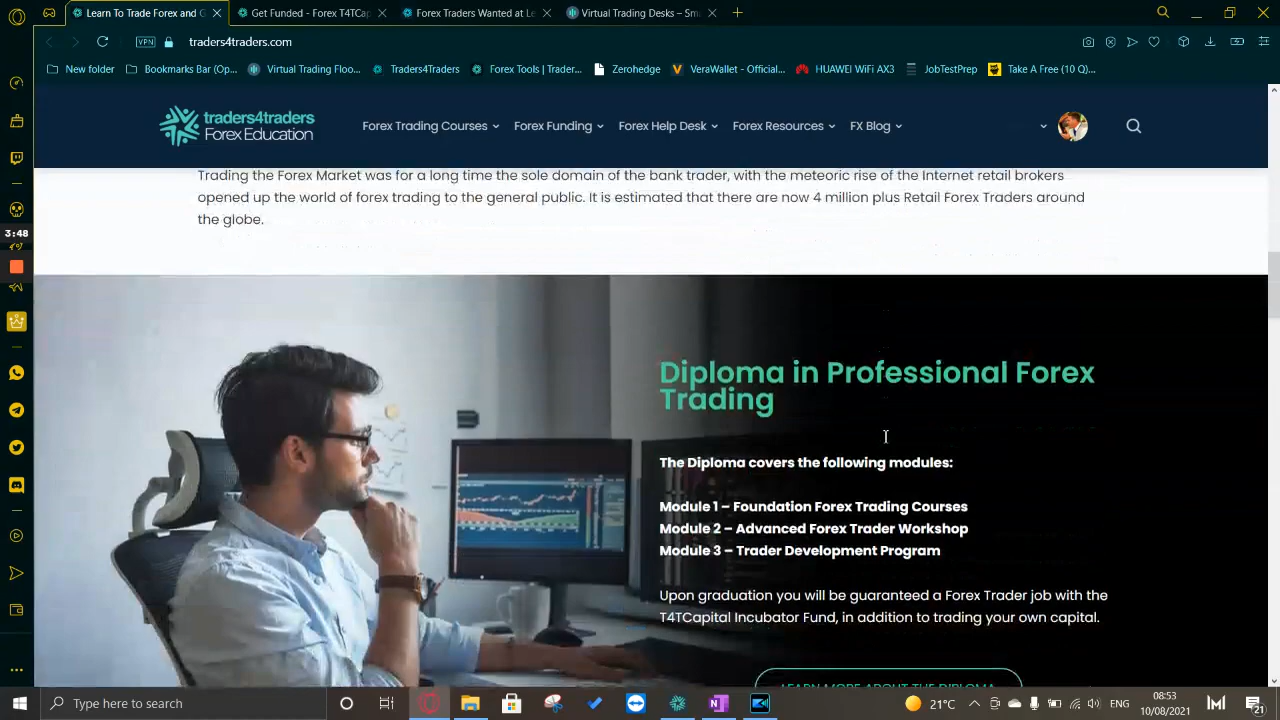 Learn To Trade Forex and G
Get Funded - Forex T4TCap
Forex Traders Wanted at Le
Virtual Trading Desks – Smu
VPN
traders4traders.com
New folder
Bookmarks Bar (Op...
Virtual Trading Floo...
Traders4Traders
Forex Tools | Trader...
Zerohedge
VeraWallet - Official...
HUAWEI WiFi AX3
JobTestPrep
Take A Free (10 Q)...
traders4traders
Forex Education
Forex Trading Courses
Forex Funding
Forex Help Desk
Forex Resources
FX Blog
Trading the Forex Market was for a long time the sole domain of the bank trader, with the meteoric rise of the Internet retail brokers
opened up the world of forex trading to the general public. It is estimated that there are now 4 million plus Retail Forex Traders around
the globe.
3:48
Diploma in Professional Forex
Trading
The Diploma covers the following modules:
Module 1 – Foundation Forex Trading Courses
Module 2 – Advanced Forex Trader Workshop
Module 3 – Trader Development Program
Upon graduation you will be guaranteed a Forex Trader job with the
T4TCapital Incubator Fund, in addition to trading your own capital.
LEARN MORE ABOUT THE DIPLOMA
Type here to search
21°C
ENG
08:53
10/08/2021
21